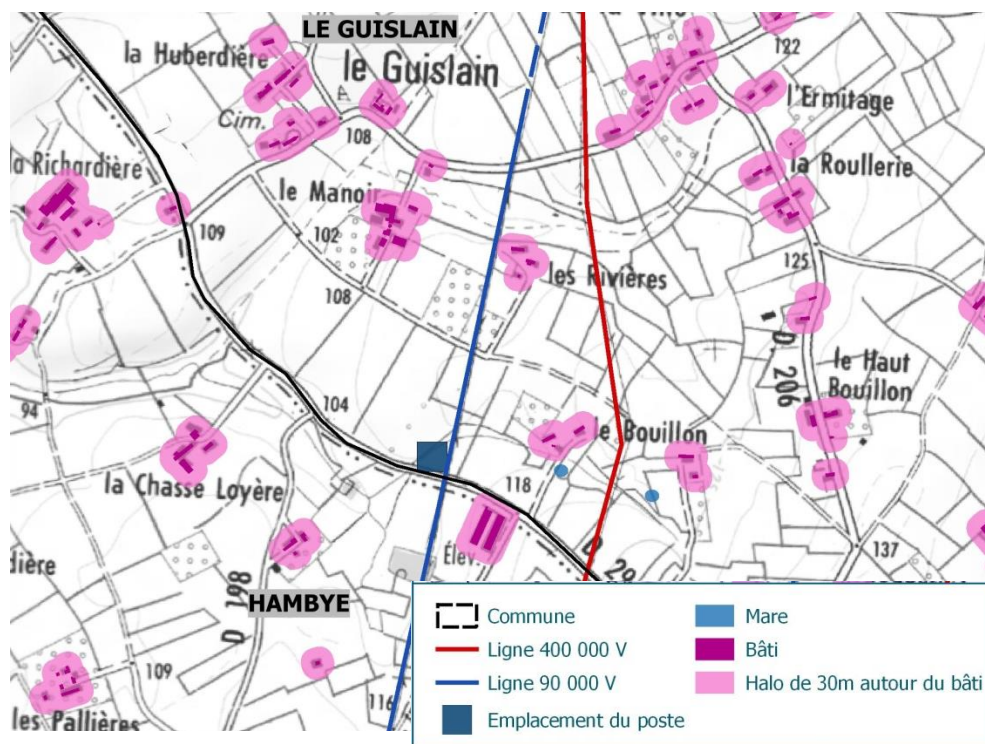 LE GUISLAIN
la Huberdière
le Guislain
122
l'Ermitage
Cim.
108
la Richardière
la Roullerie
le Manoir
109
102
125
les Rivières
108
D. 206
le Haut
Bouillon
94
104
le Bouillon
la Chasse Loyère
118
Élev.
D 29
137
dière
D 198
HAMBYE
109
116
les Pallières
Commune
Ligne 400 000 V
Ligne 90 000 V
Emplacement du poste
Mare
Bâti
Halo de 30m autour du bâti